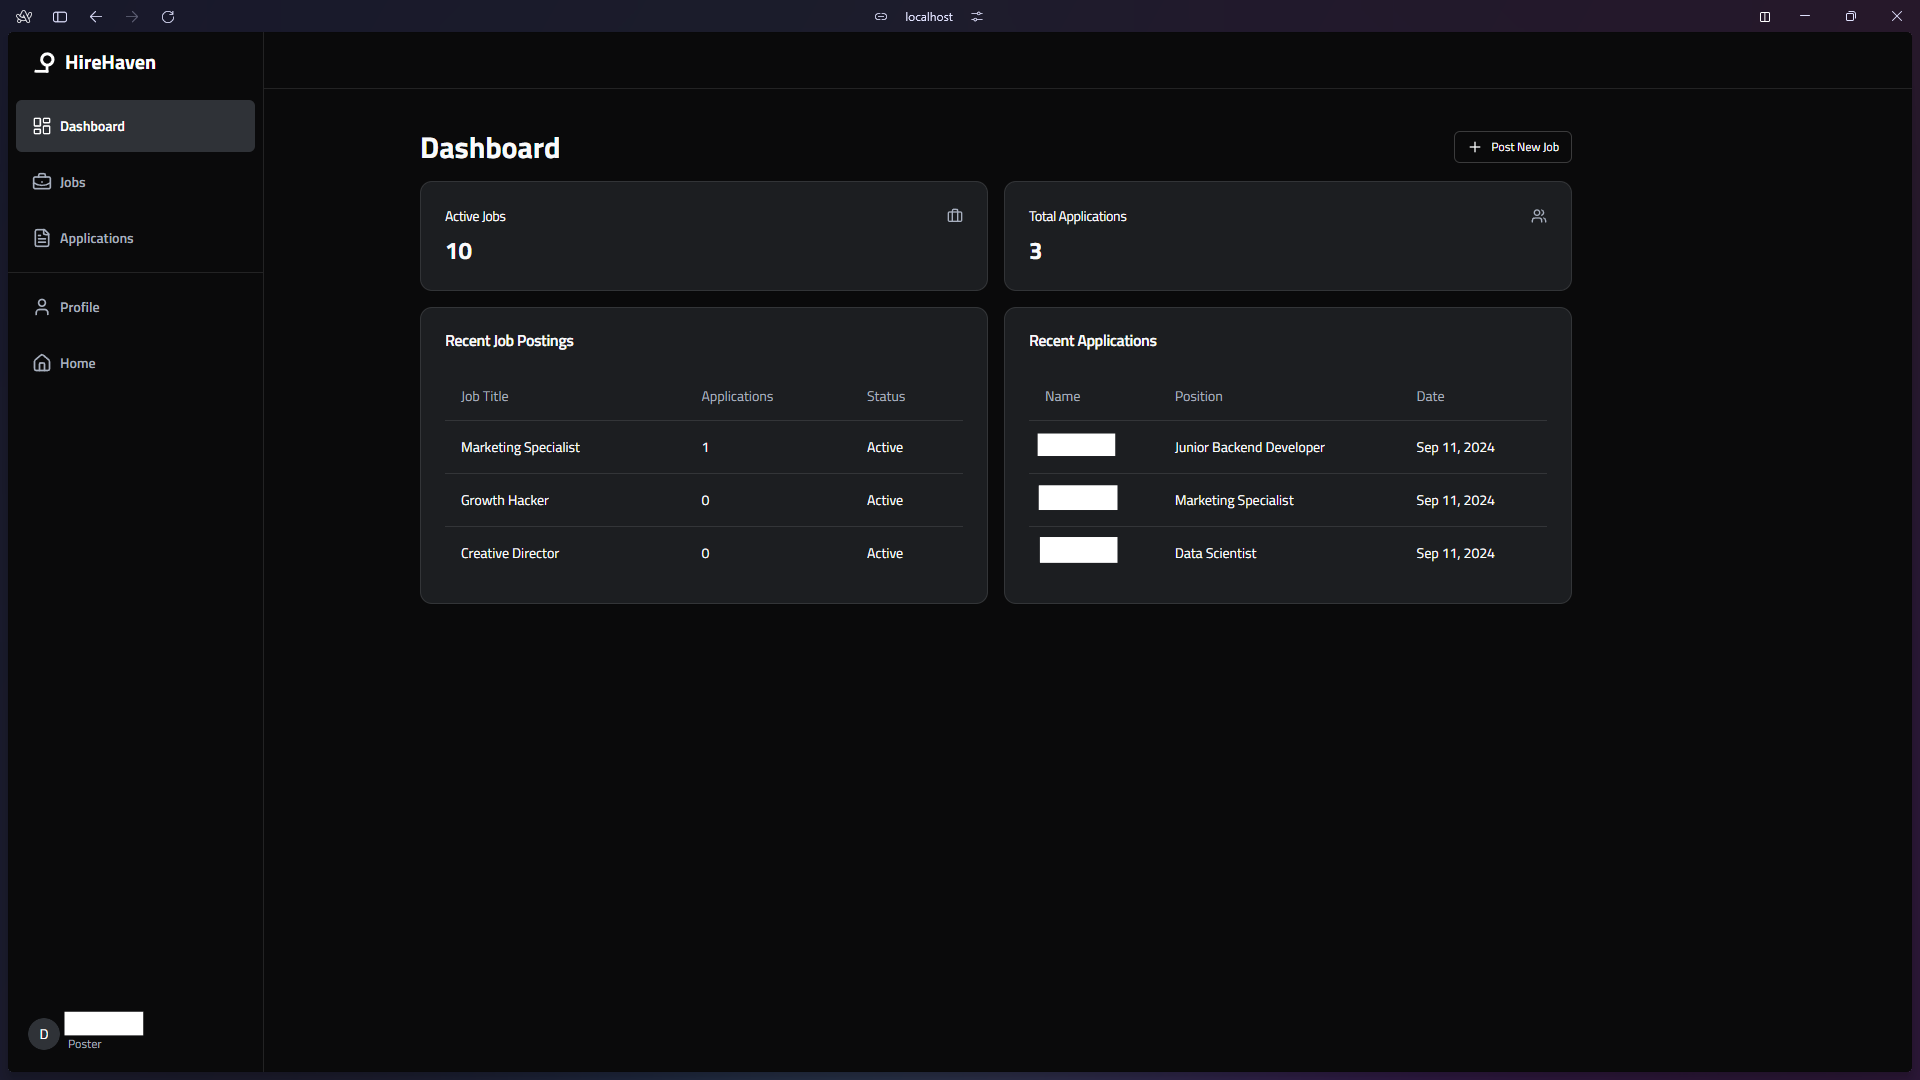 localhost
HireHaven
Dashboard
Jobs
Applications
Profile
Home
D
Poster
Dashboard
Post New Job
Active Jobs
10
Total Applications
3
Recent Job Postings
Job Title Applications Status
Marketing Specialist 1 Active
Growth Hacker 0 Active
Creative Director 0 Active
Recent Applications
Name Position Date
Junior Backend Developer Sep 11, 2024
Marketing Specialist Sep 11, 2024
Data Scientist Sep 11, 2024